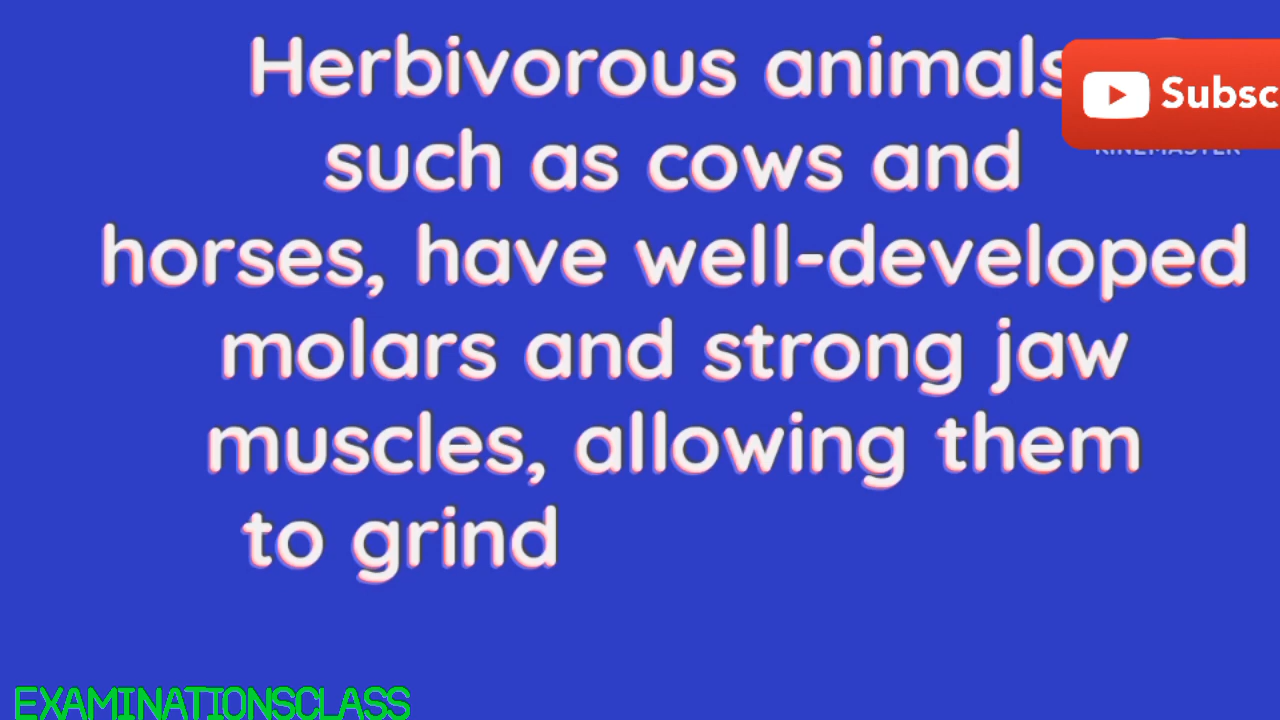 Herbivorous animals
such as cows and
horses, have well-developed
molars and strong jaw
muscles, allowing them
to grind
Subsc
KINEMASTER
EXAMINATIONSCLASS